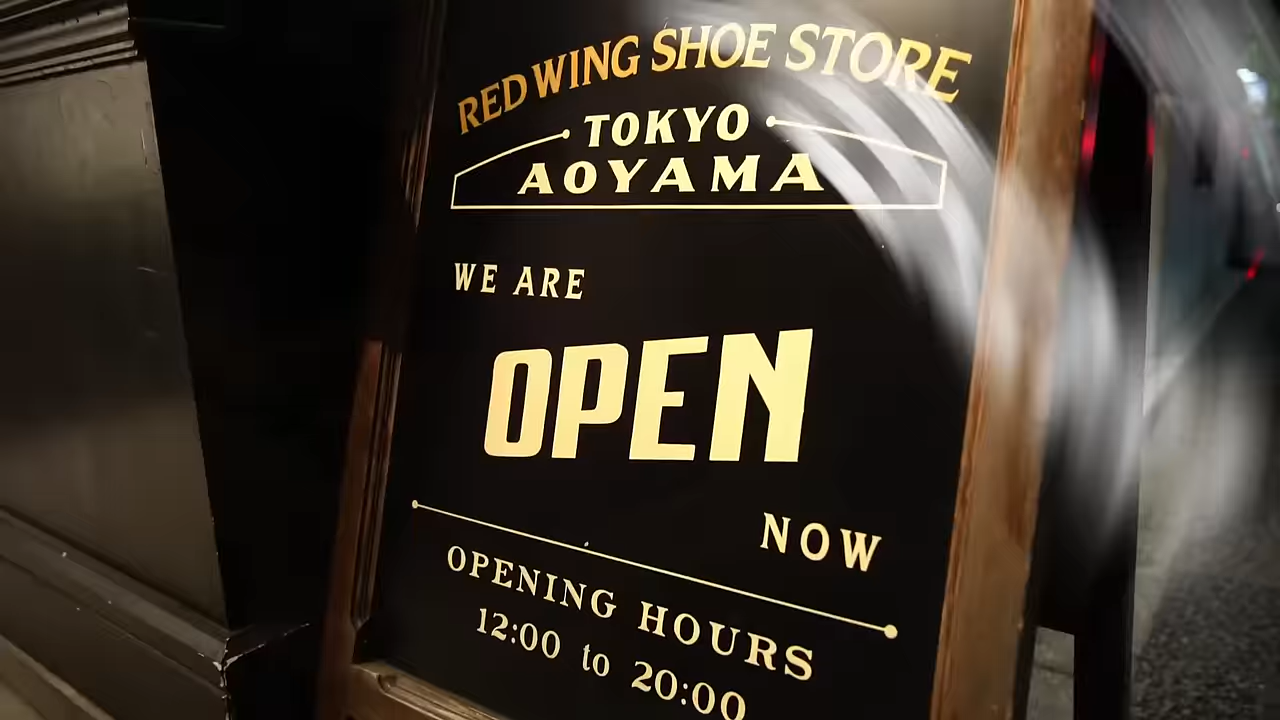 RED WING SHOE STORE
TOKYO
AOYAMA
WE ARE
OPEN
NOW
OPENING HOURS
12:00 to 20:00